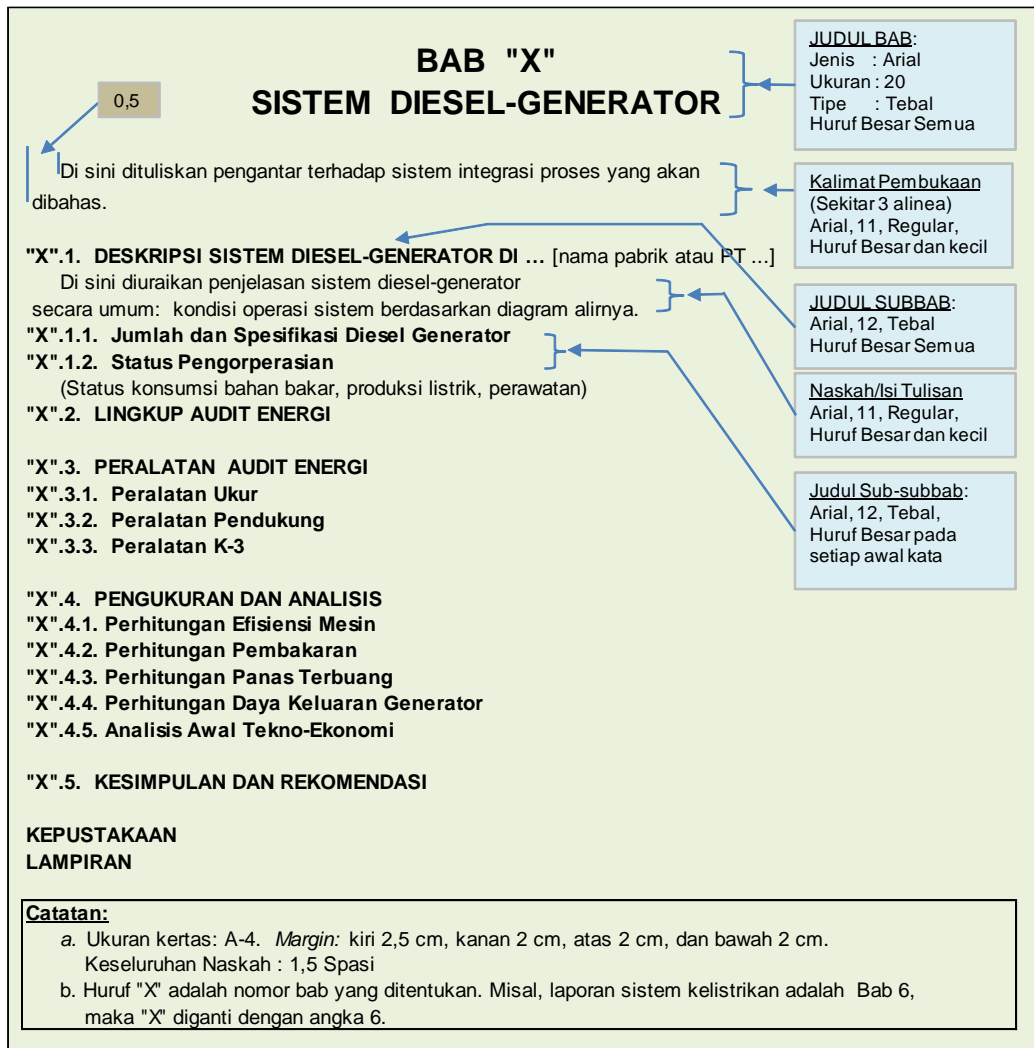 BAB "X"
SISTEM DIESEL-GENERATOR
0,5
Di sini dituliskan pengantar terhadap sistem integrasi proses yang akan
dibahas.
"X".1. DESKRIPSI SISTEM DIESEL-GENERATOR DI ... [nama pabrik atau PT ...]
Di sini diuraikan penjelasan sistem diesel-generator
secara umum: kondisi operasi sistem berdasarkan diagram alirnya.
"X".1.1. Jumlah dan Spesifikasi Diesel Generator
"X".1.2. Status Pengorperasian
(Status konsumsi bahan bakar, produksi listrik, perawatan)
"X".2. LINGKUP AUDIT ENERGI
"X".3. PERALATAN AUDIT ENERGI
"X".3.1. Peralatan Ukur
"X".3.2. Peralatan Pendukung
"X".3.3. Peralatan K-3
"X".4. PENGUKURAN DAN ANALISIS
"X".4.1. Perhitungan Efisiensi Mesin
"X".4.2. Perhitungan Pembakaran
"X".4.3. Perhitungan Panas Terbuang
"X".4.4. Perhitungan Daya Keluaran Generator
"X".4.5. Analisis Awal Tekno-Ekonomi
"X".5. KESIMPULAN DAN REKOMENDASI
KEPUSTAKAAN
LAMPIRAN
JUDUL BAB:
Jenis : Arial
Ukuran : 20
Tipe : Tebal
Huruf Besar Semua
Kalimat Pembukaan
(Sekitar 3 alinea)
Arial, 11, Regular,
Huruf Besar dan kecil
JUDUL SUBBAB:
Arial, 12, Tebal
Huruf Besar Semua
Naskah/Isi Tulisan
Arial, 11, Regular,
Huruf Besar dan kecil
Judul Sub-subbab:
Arial, 12, Tebal,
Huruf Besar pada
setiap awal kata
Catatan:
a. Ukuran kertas: A-4. Margin: kiri 2,5 cm, kanan 2 cm, atas 2 cm, dan bawah 2 cm.
Keseluruhan Naskah : 1,5 Spasi
b. Huruf "X" adalah nomor bab yang ditentukan. Misal, laporan sistem kelistrikan adalah Bab 6,
maka "X" diganti dengan angka 6.